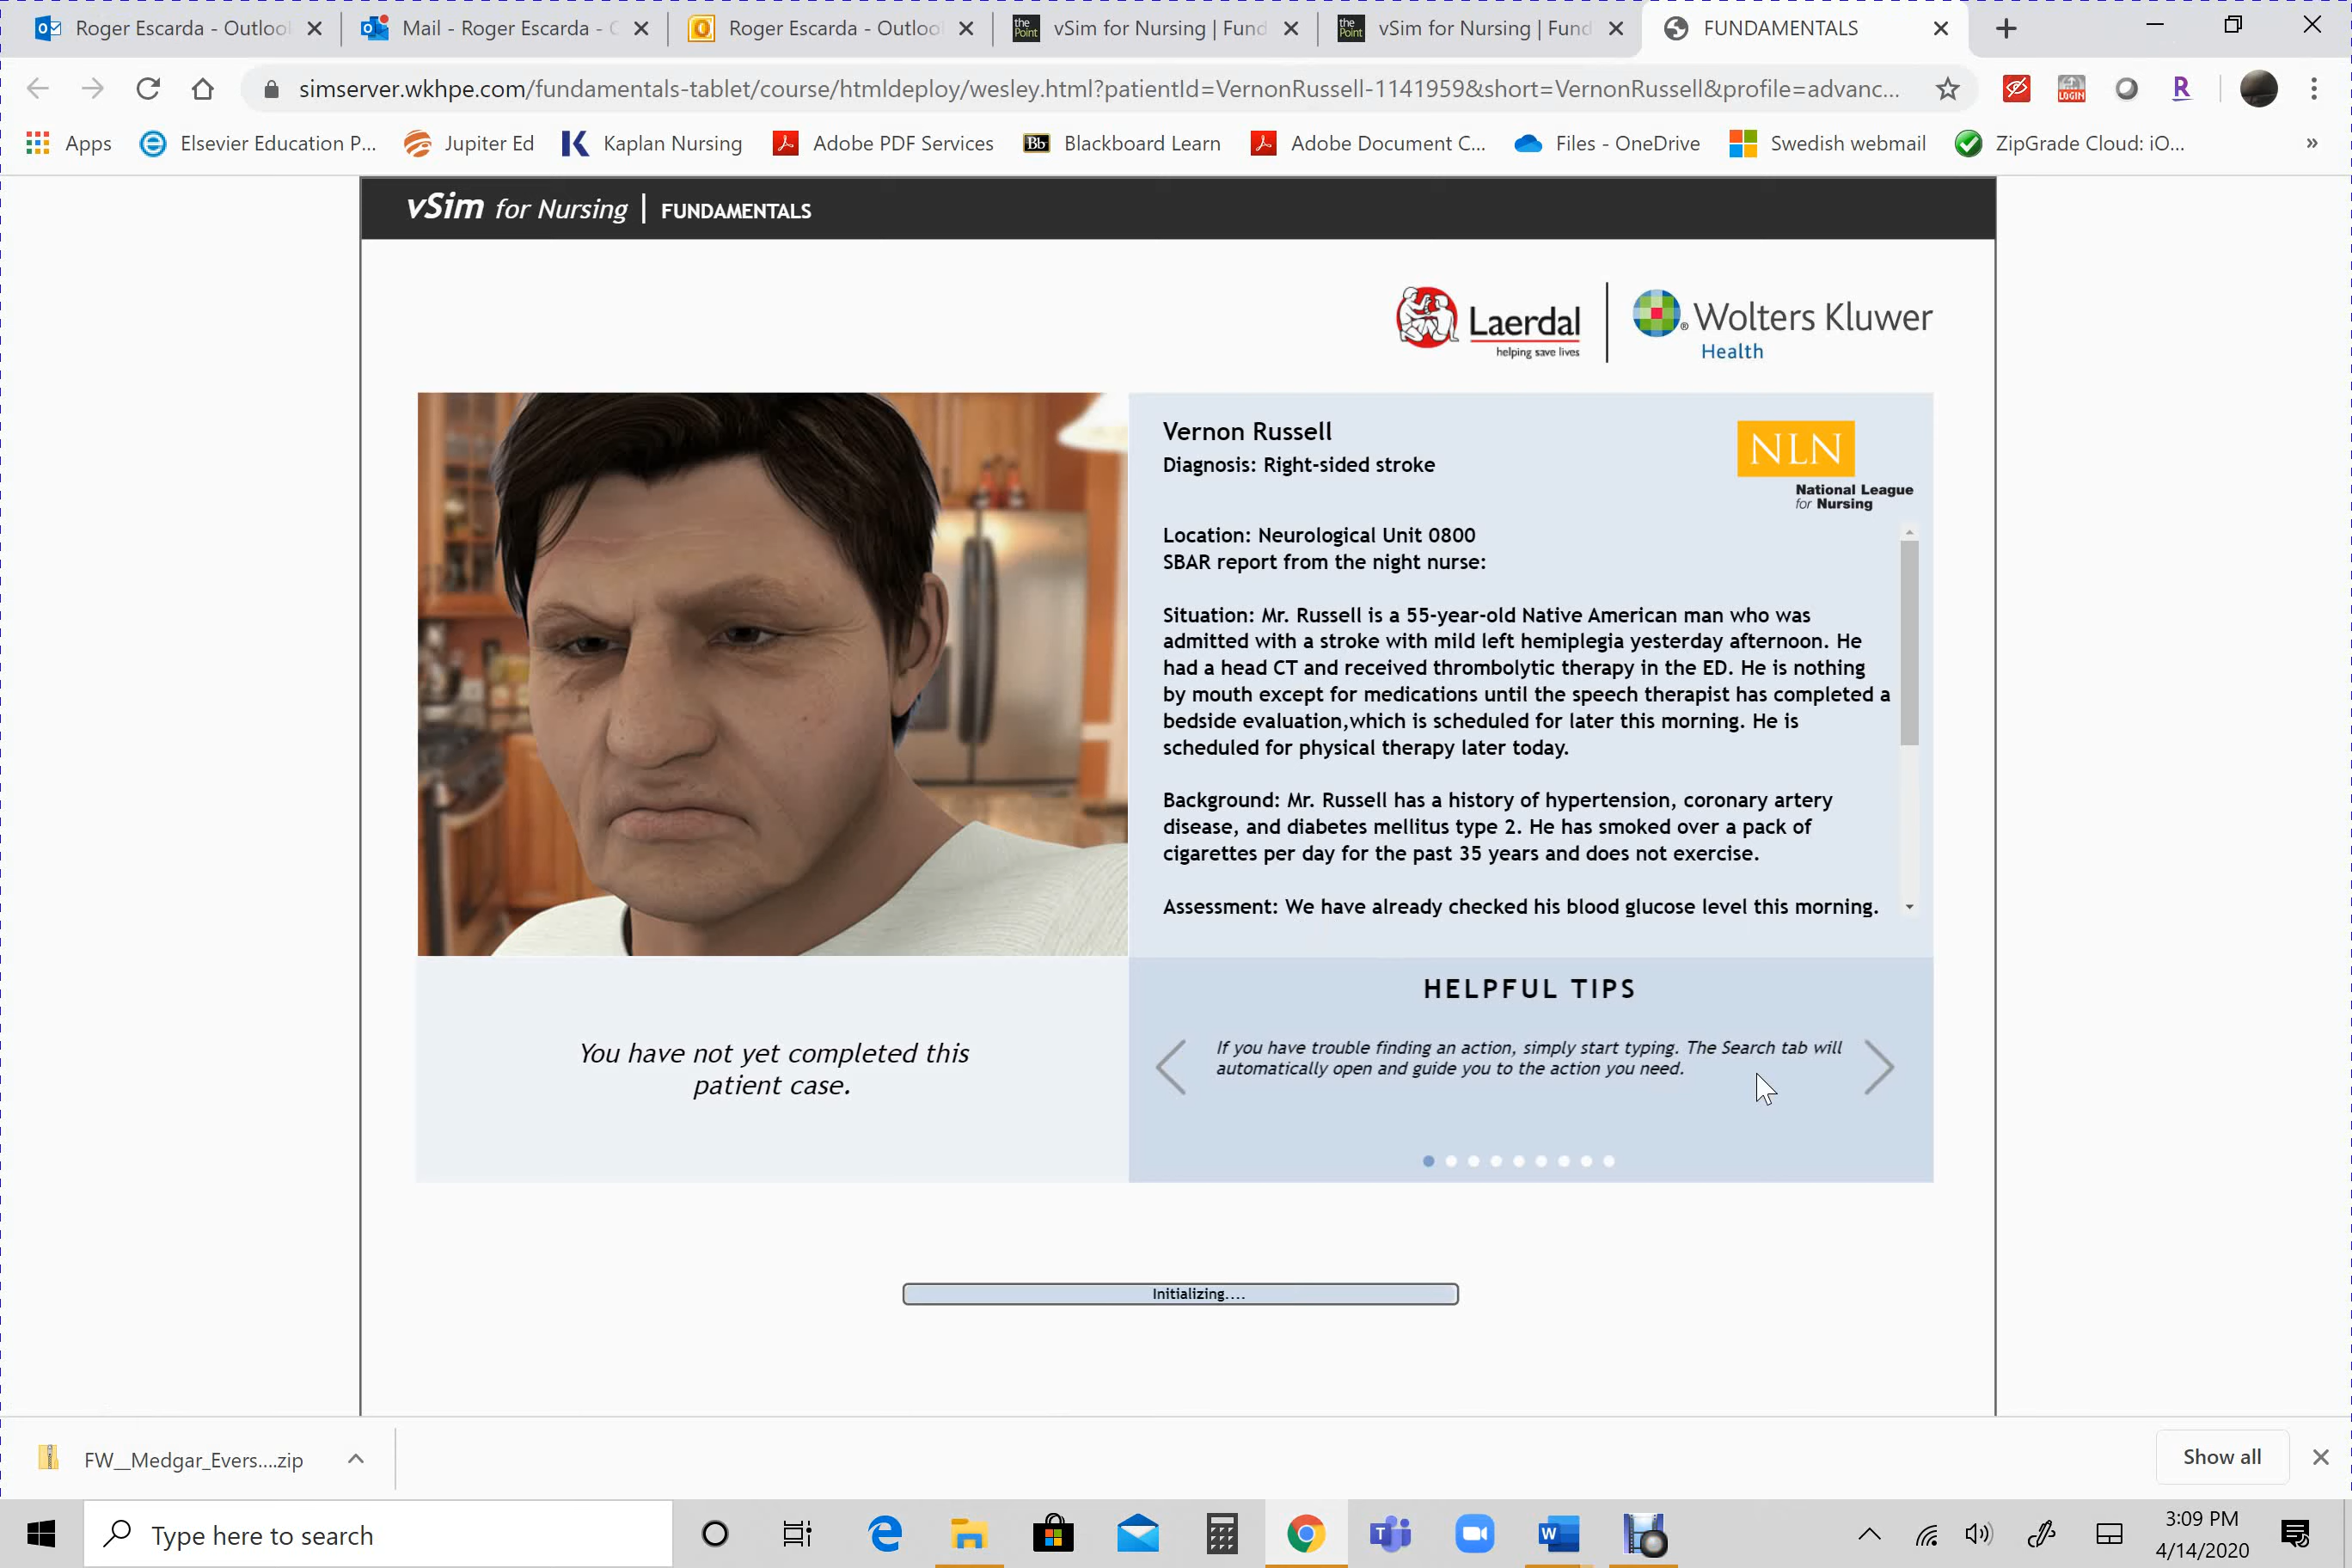 Roger Escarda - Outlool
Mail - Roger Escarda -
Roger Escarda - Outlool
the Point
vSim for Nursing | Fund
the Point
vSim for Nursing | Fund
FUNDAMENTALS
simserver.wkhpe.com/fundamentals-tablet/course/htmldeploy/wesley.html?patientId=VernonRussell-1141959&short=VernonRussell&profile=advanc...
LOGIN
R
Apps
Elsevier Education P...
Jupiter Ed
Kaplan Nursing
Adobe PDF Services
Bb
Blackboard Learn
Adobe Document C...
Files - OneDrive
Swedish webmail
ZipGrade Cloud: iO...
»
vSim for Nursing | FUNDAMENTALS
Laerdal
helping save lives
Wolters Kluwer
Health
Vernon Russell
Diagnosis: Right-sided stroke
NLN
National League
for Nursing
Location: Neurological Unit 0800
SBAR report from the night nurse:
Situation: Mr. Russell is a 55-year-old Native American man who was
admitted with a stroke with mild left hemiplegia yesterday afternoon. He
had a head CT and received thrombolytic therapy in the ED. He is nothing
by mouth except for medications until the speech therapist has completed a
bedside evaluation,which is scheduled for later this morning. He is
scheduled for physical therapy later today.
Background: Mr. Russell has a history of hypertension, coronary artery
disease, and diabetes mellitus type 2. He has smoked over a pack of
cigarettes per day for the past 35 years and does not exercise.
Assessment: We have already checked his blood glucose level this morning.
You have not yet completed this
patient case.
HELPFUL TIPS
If you have trouble finding an action, simply start typing. The Search tab will
automatically open and guide you to the action you need.
Initializing....
FW__Medgar_Evers....zip
Show all
Type here to search
3:09 PM
4/14/2020